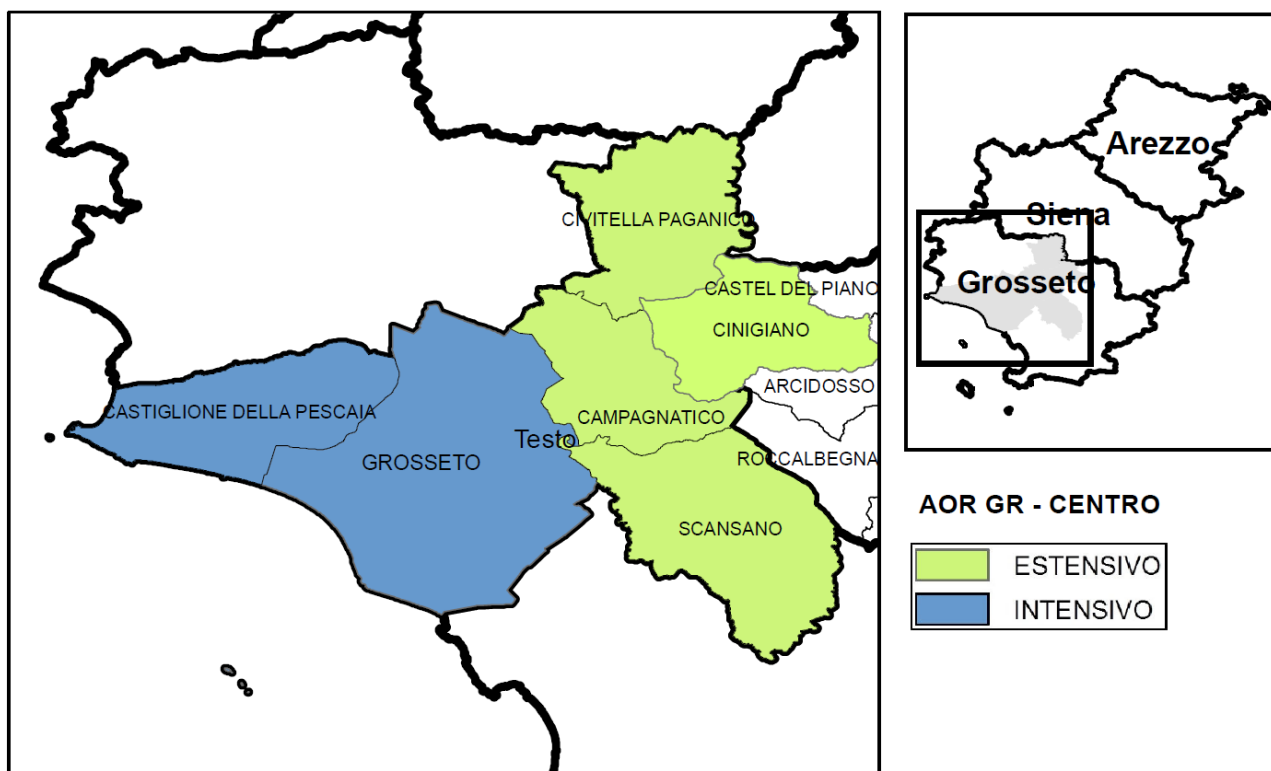 CIVITELLA PAGANICO
CASTEL DEL PIANO
CINIGIANO
ARCIDOSSO
CASTIGLIONE DELLA PESCAIA
CAMPAGNATICO
Testo
GROSSETO
ROCCALBEGNA
SCANSANO
Arezzo
Siena
Grosseto
AOR GR - CENTRO
ESTENSIVO
INTENSIVO